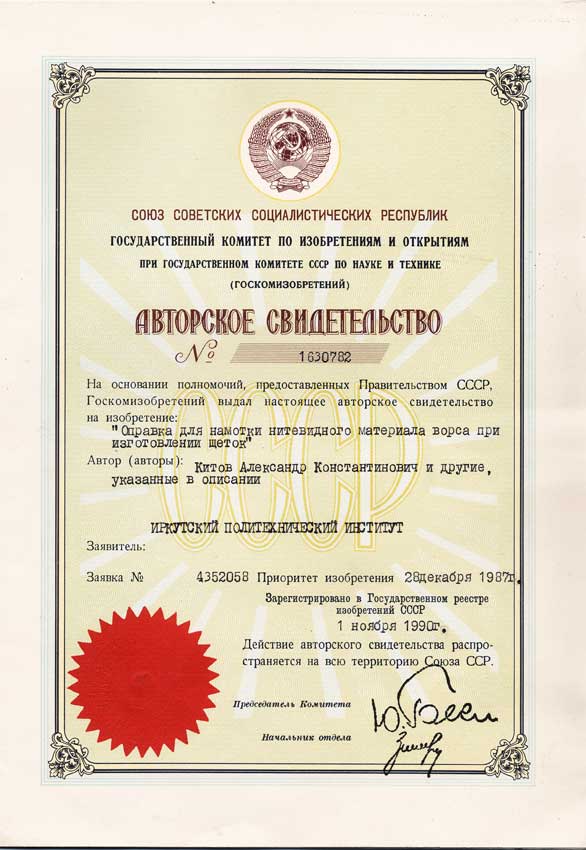 СОЮЗ СОВЕТСКИХ СОЦИАЛИСТИЧЕСКИХ РЕСПУБЛИК
ГОСУДАРСТВЕННЫЙ КОМИТЕТ ПО ИЗОБРЕТЕНИЯМ И ОТКРЫТИЯМ
ПРИ ГОСУДАРСТВЕННОМ КОМИТЕТЕ СССР ПО НАУКЕ И ТЕХНИКЕ
(ГОСКОМИЗОБРЕТЕНИЙ)
АВТОРСКОЕ СВИДЕТЕЛЬСТВО
№ 1630782
На основании полномочий, предоставленных Правительством СССР,
Госкомизобретений выдал настоящее авторское свидетельство
на изобретение:
"Оправка для намотки нитевидного материала ворса при
изготовлении щеток"
Автор (авторы): Китов Александр Константинович и другие,
указанные в описании
СССР
ИРКУТСКИЙ ПОЛИТЕХНИЧЕСКИЙ ИНСТИТУТ
Заявитель:
Заявка № 4352058 Приоритет изобретения 28декабря 1987г.
Зарегистрировано в Государственном реестре
изобретений СССР
1 ноября 1990г.
Действие авторского свидетельства распро-
страняется на всю территорию Союза ССР.
Председатель Комитета
Начальник отдела